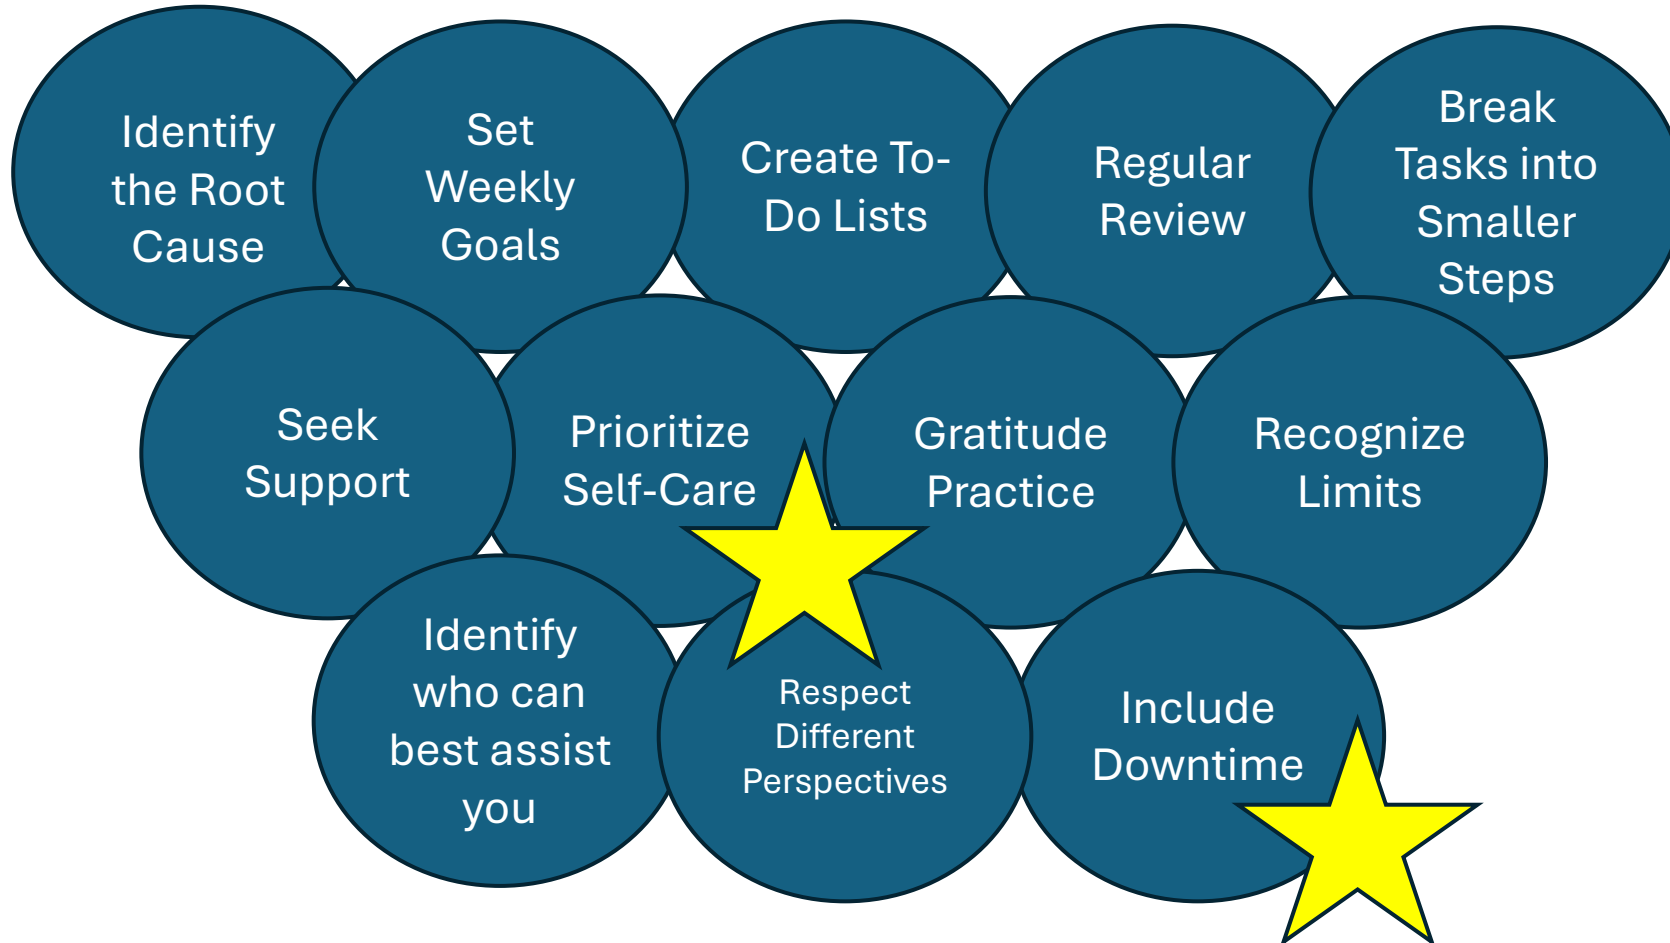 Identify
the Root
Cause
Set
Weekly
Goals
Create To-
Do Lists
Regular
Review
Break
Tasks into
Smaller
Steps
Seek
Support
Prioritize
Self-Care
Gratitude
Practice
Recognize
Limits
Identify
who can
best assist
you
Respect
Different
Perspectives
Include
Downtime